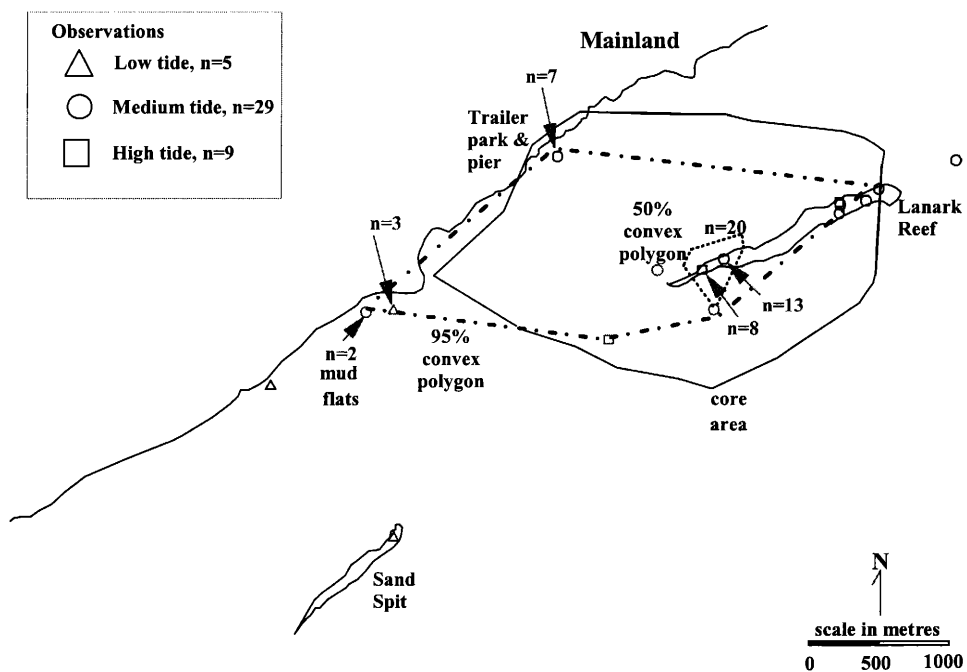 Observations
Low tide, n=5
Medium tide, n=29
High tide, n=9
Mainland
n=7
Trailer
park &
pier
n=3
50%
convex
polygon
n=20
Lanark
Reef
n=13
n=8
n=2
mud
flats
95%
convex
polygon
core
area
Sand
Spit
N
scale in metres
0 500 1000